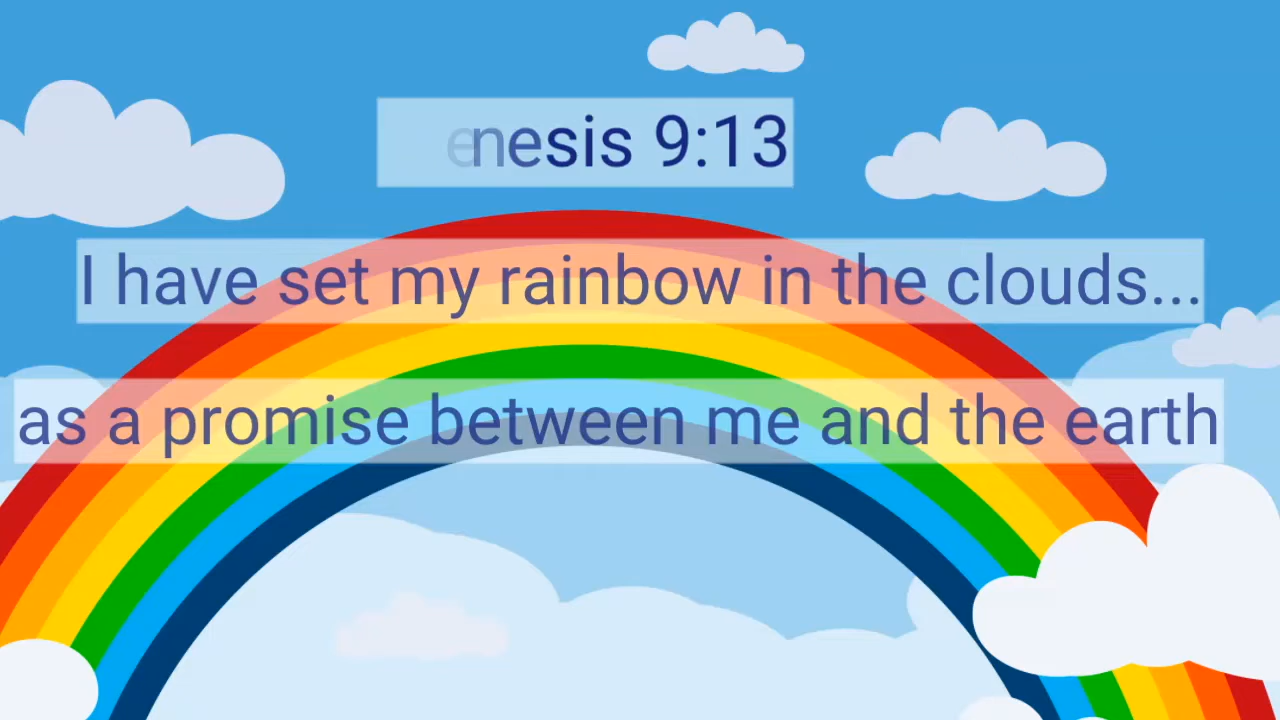 enesis 9:13
I have set my rainbow in the clouds...
as a promise between me and the earth